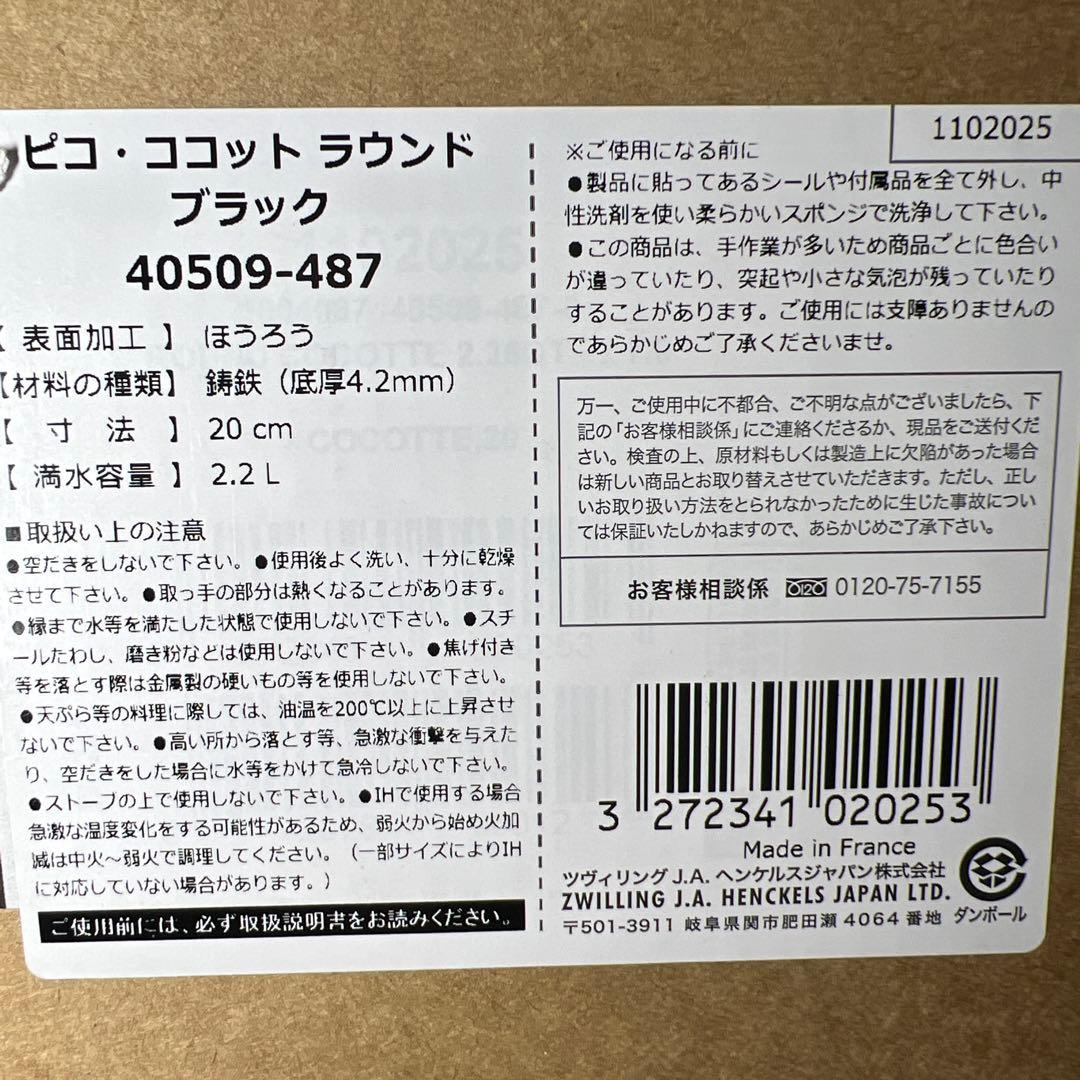 ピコ・ココット ラウンド
ブラック
40509-487
【 表面加工 】 ほうろう
【材料の種類】 鋳鉄（底厚4.2mm）
【 寸 法 】 20 cm
【 満水容量 】 2.2 L
■取扱い上の注意
●空だきをしないで下さい。●使用後よく洗い、十分に乾燥
させて下さい。●取っ手の部分は熱くなることがあります。
●縁まで水等を満たした状態で使用しないで下さい。●スチ
ールたわし、磨き粉などは使用しないで下さい。●焦げ付き
等を落とす際は金属製の硬いもの等を使用しないで下さい。
●天ぷら等の料理に際しては、油温を200℃以上に上昇させ
ないで下さい。●高い所から落とす等、急激な衝撃を与えた
り、空だきをした場合に水等をかけて急冷しないで下さい。
●ストーブの上で使用しないで下さい。●IHで使用する場合
急激な温度変化をする可能性があるため、弱火から始め火加
減は中火～弱火で調理してください。（一部サイズによりIH
に対応していない場合があります。）
ご使用前には、必ず取扱説明書をお読みください。
1102025
※ご使用になる前に
●製品に貼ってあるシールや付属品を全て外し、中
性洗剤を使い柔らかいスポンジで洗浄して下さい。
●この商品は、手作業が多いため商品ごとに色合い
が違っていたり、突起や小さな気泡が残っていたり
することがあります。ご使用には支障ありませんの
であらかじめご了承くださいませ。
万一、ご使用中に不都合、ご不明な点がございましたら、下
記の「お客様相談係」にご連絡くださるか、現品をご送付くだ
さい。検査の上、原材料もしくは製造上に欠陥があった場合
は新しい商品とお取り替えさせていただきます。ただし、正し
いお取り扱い方法をとられなかったために生じた事故につい
ては保証いたしかねますので、あらかじめご了承下さい。
お客様相談係 0120 0120-75-7155
3 272341 020253
Made in France
ツヴィリング J.A. ヘンケルスジャパン株式会社
ZWILLING J.A. HENCKELS JAPAN LTD.
〒501-3911 岐阜県関市肥田瀬 4064 番地 ダンボール